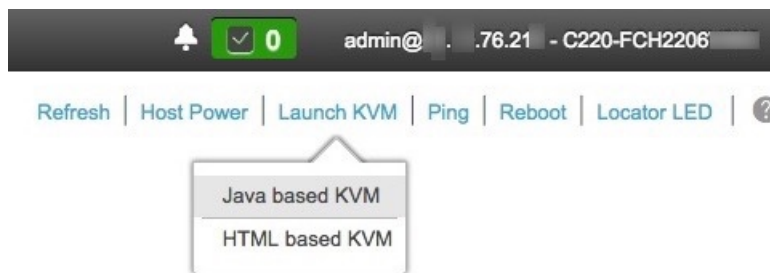 0 admin@ . .76.21 - C220-FCH2206
Refresh | Host Power | Launch KVM | Ping | Reboot | Locator LED | ?
Java based KVM
HTML based KVM